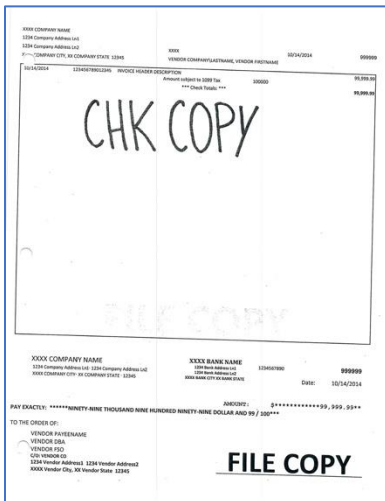 XXXX COMPANY NAME
1234 Company Address Ln1
1234 Company Address Ln2
COMPANY CITY, XX COMPANY STATE 12345
XXXX
VENDOR COMPANY/LASTNAME, VENDOR FIRSTNAME
10/14/2014
999999
10/14/2014 123456789012345 INVOICE HEADER DESCRIPTION 99,999.99
Amount subject to 1099 Tax 100000
*** Check Totals: *** 99,999.99
CHK COPY
FILE COPY
XXXX COMPANY NAME
1234 Company Address Ln1 1234 Company Address Ln2
XXXX COMPANY CITY XX COMPANY STATE 12345
XXXX BANK NAME
1234 Bank Address Ln1
1234 Bank Address Ln2
XXXX BANK CITY XX BANK STATE
1234567890
999999
Date: 10/14/2014
AMOUNT: $************99,999.99**
PAY EXACTLY: ******NINETY-NINE THOUSAND NINE HUNDRED NINETY-NINE DOLLAR AND 99 / 100***
TO THE ORDER OF:
VENDOR PAYEENAME
VENDOR DBA
VENDOR FSO
C/O: VENDOR CO
1234 Vendor Address1 1234 Vendor Address2
XXXX Vendor City, XX Vendor State 12345
FILE COPY